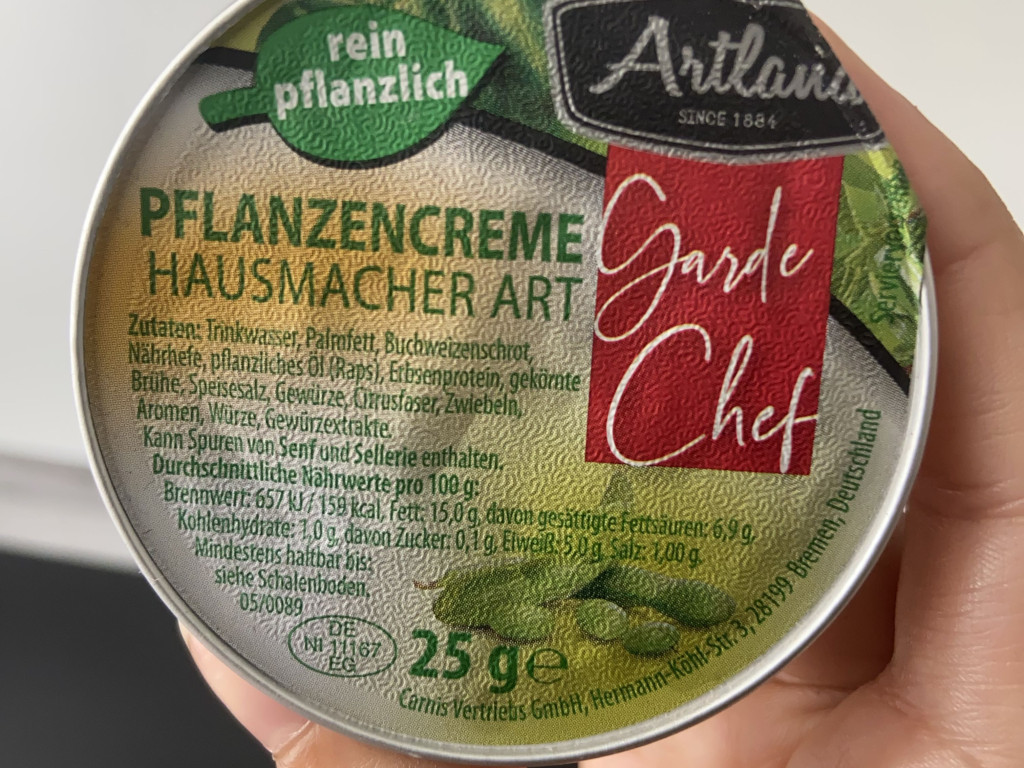 rein
pflanzlich
Artland
SINCE 1884
Garde
Chef
PFLANZENCREME
HAUSMACHER ART
Zutaten: Trinkwasser, Palmfett, Buchweizenschrot,
Nährhefe, pflanzliches Öl (Raps), Erbsenprotein, gekörnte
Brühe, Speisesalz, Gewürze, Citrusfaser, Zwiebeln,
Aromen, Würze, Gewürzextrakte.
Kann Spuren von Senf und Sellerie enthalten.
Durchschnittliche Nährwerte pro 100 g:
Brennwert: 657 kJ / 159 kcal, Fett: 15,0 g, davon gesättigte Fettsäuren: 6,9 g,
Kohlenhydrate: 1,0 g, davon Zucker: 0,1 g, Eiweiß: 5,0 g, Salz: 1,00 g.
Mindestens haltbar bis:
siehe Schalenboden.
05/0089
DE
NI 11167
EG
25 g e
Carnis Vertriebs GmbH, Hermann-Köhl-Str. 3, 28199 Bremen, Deutschland